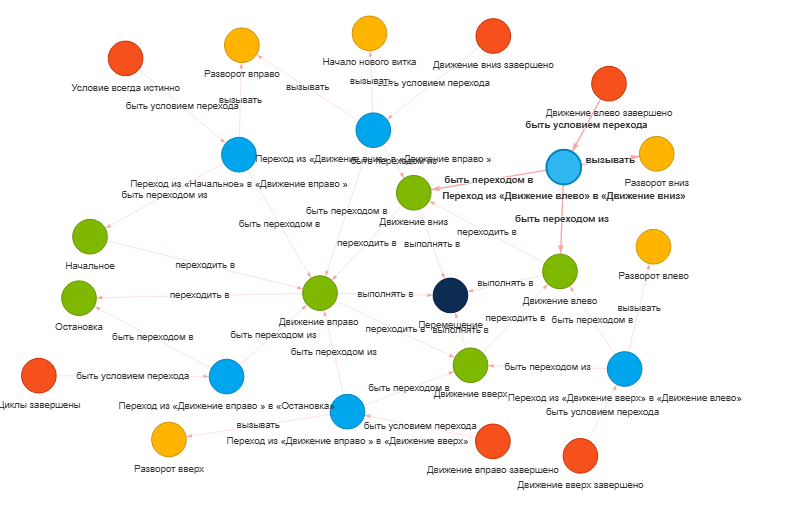 Условие всегда истинно
Разворот вправо
Начало нового витка
Движение вниз завершено
быть условием перехода
вызывать
вызывать
вызывать
быть условием перехода
Движение влево завершено
быть условием перехода
Переход из «Движение вниз» в «Движение вправо »
быть переходом из
вызывать
Разворот вниз
Переход из «Начальное» в «Движение вправо »
быть переходом в
Переход из «Движение влево» в «Движение вниз»
быть переходом из
быть переходом в
Движение вниз
быть переходом из
быть переходом в
переходить в
переходить в
выполнять в
Начальное
переходить в
Разворот влево
Остановка
переходить в
выполнять в
выполнять в
Движение влево
Движение вправо
Перемещение
переходить в
вызывать
быть переходом в
быть переходом в
быть переходом из
переходить в
выполнять в
быть переходом из
быть переходом из
Циклы завершены
быть условием перехода
быть переходом в
Движение вверх
Переход из «Движение вверх» в «Движение влево»
Переход из «Движение вправо » в «Остановка»
быть условием перехода
вызывать
быть условием перехода
Разворот вверх
Переход из «Движение вправо » в «Движение вверх»
Движение вправо завершено
Движение вверх завершено